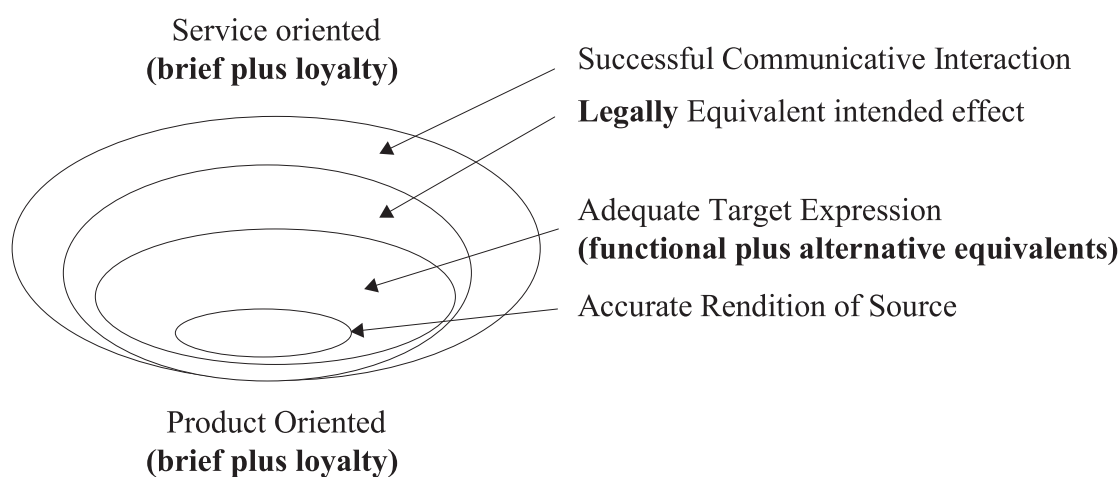 Service oriented
(brief plus loyalty)
Successful Communicative Interaction
Legally Equivalent intended effect
Adequate Target Expression
(functional plus alternative equivalents)
Accurate Rendition of Source
Product Oriented
(brief plus loyalty)